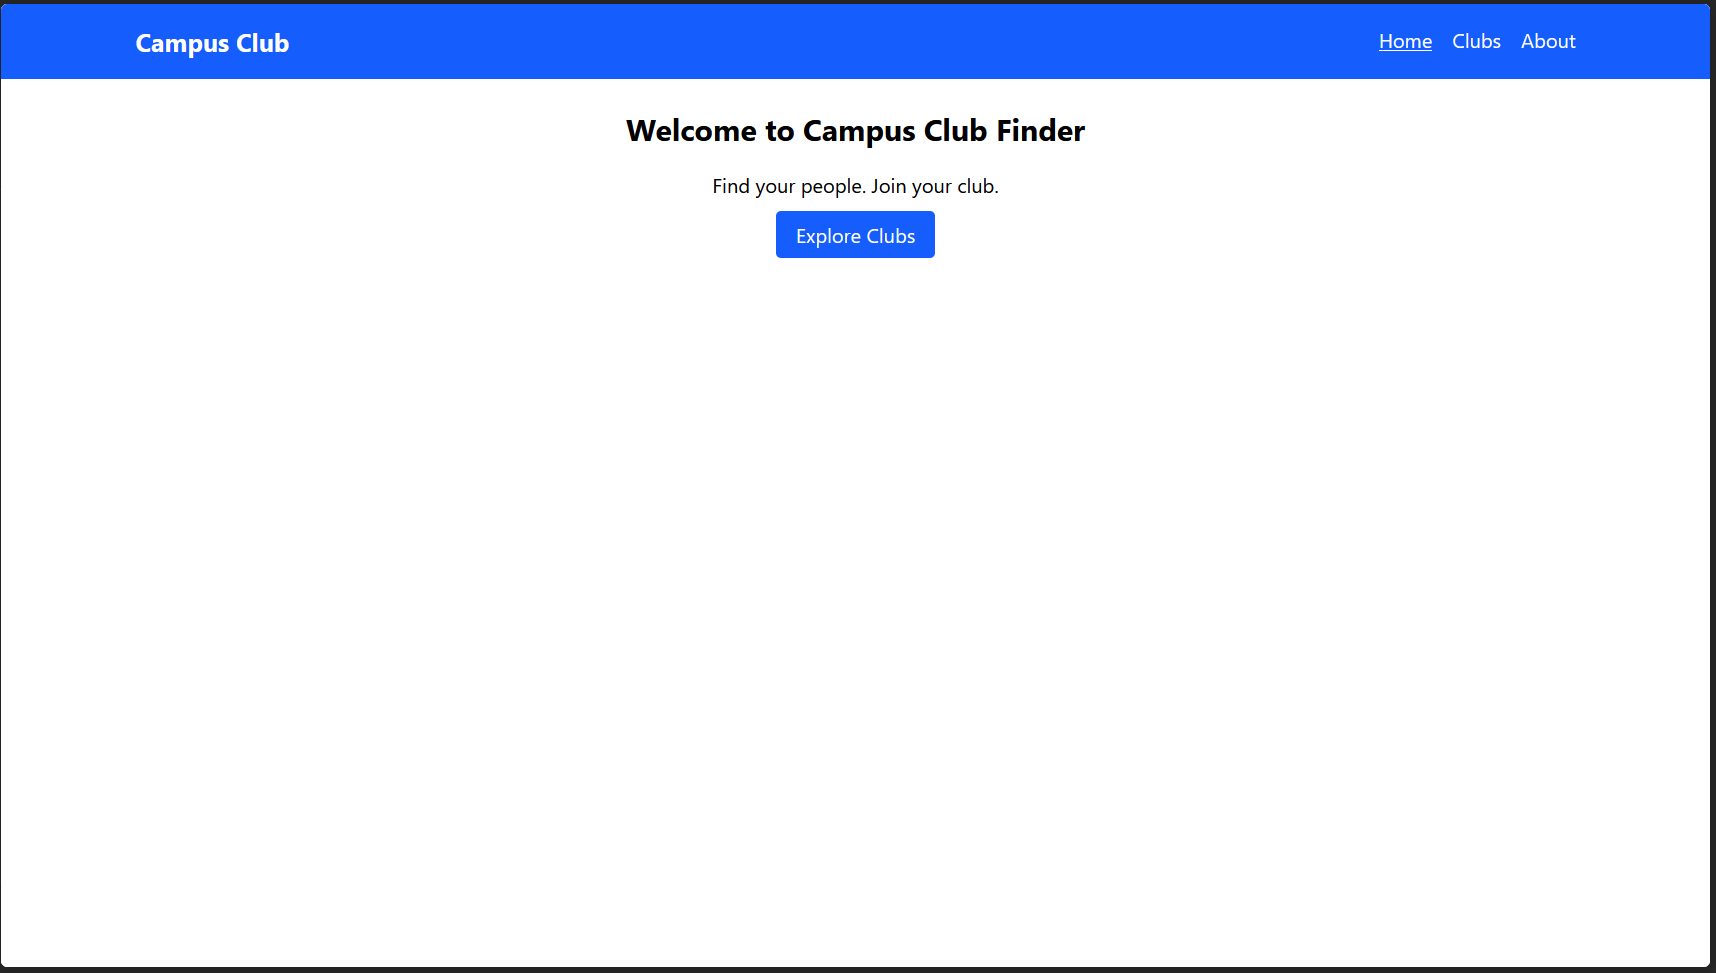 Campus Club
Home Clubs About
Welcome to Campus Club Finder
Find your people. Join your club.
Explore Clubs